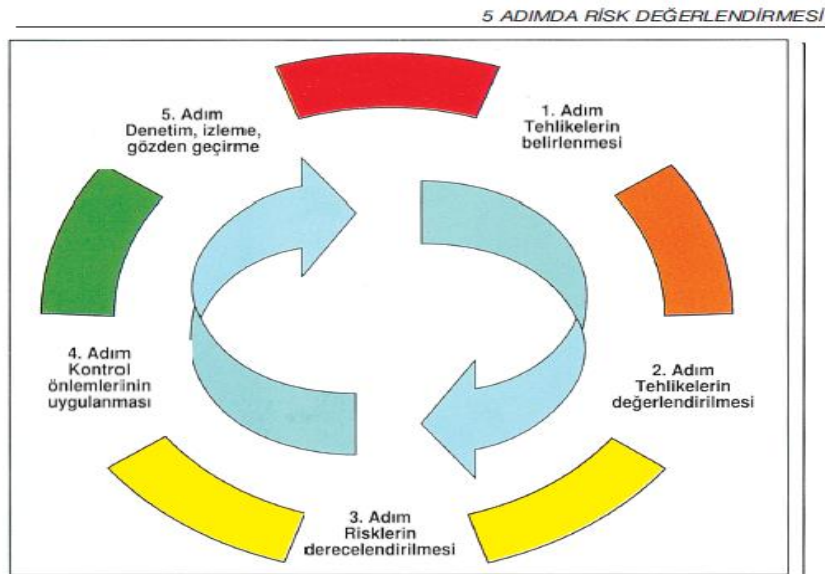 5 ADIMDA RİSK DEĞERLENDİRMESİ
1. Adım
Tehlikelerin
belirlenmesi
2. Adım
Tehlikelerin
değerlendirilmesi
3. Adım
Risklerin
derecelendirilmesi
4. Adım
Kontrol
önlemlerinin
uygulanması
5. Adım
Denetim, izleme,
gözden geçirme